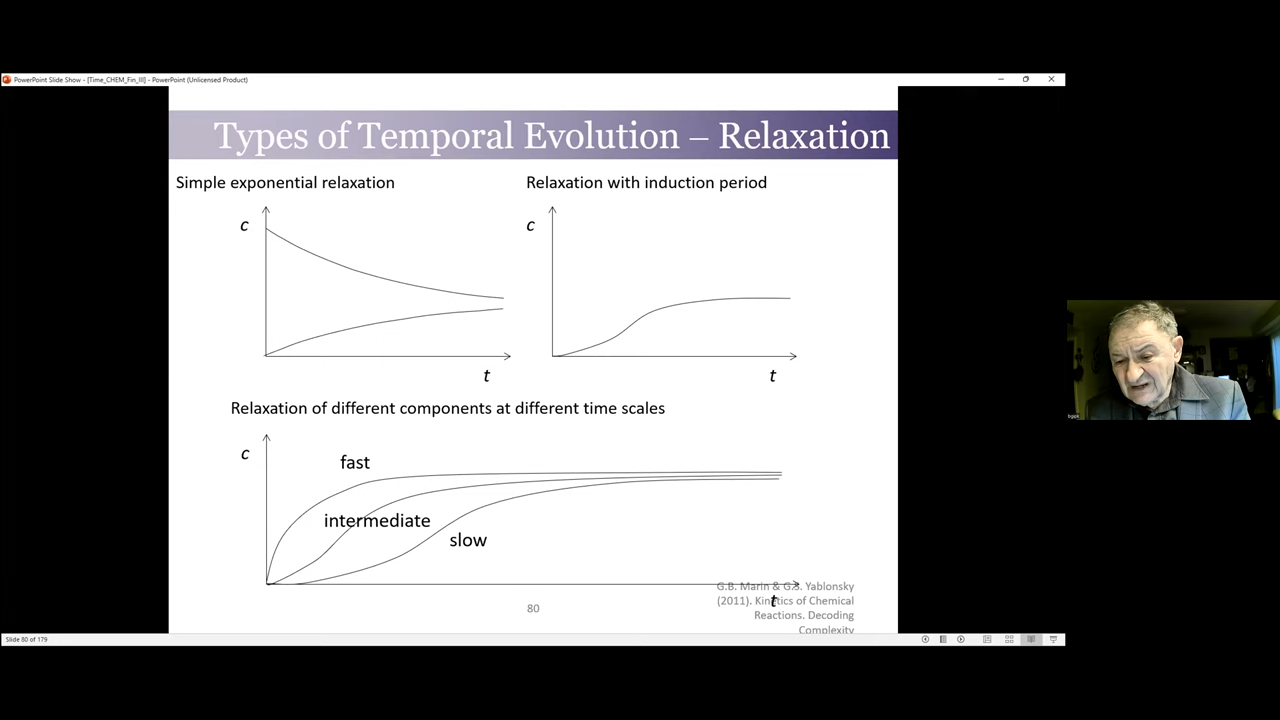 PowerPoint Slide Show - [Time_CHEM_Fin_III] - PowerPoint (Unlicensed Product)
Types of Temporal Evolution – Relaxation
Simple exponential relaxation
Relaxation with induction period
c
c
t
t
Relaxation of different components at different time scales
c
fast
intermediate
slow
t
G.B. Marin & G.S. Yablonsky
(2011). Kinetics of Chemical
Reactions. Decoding
Complexity
80
Slide 80 of 179